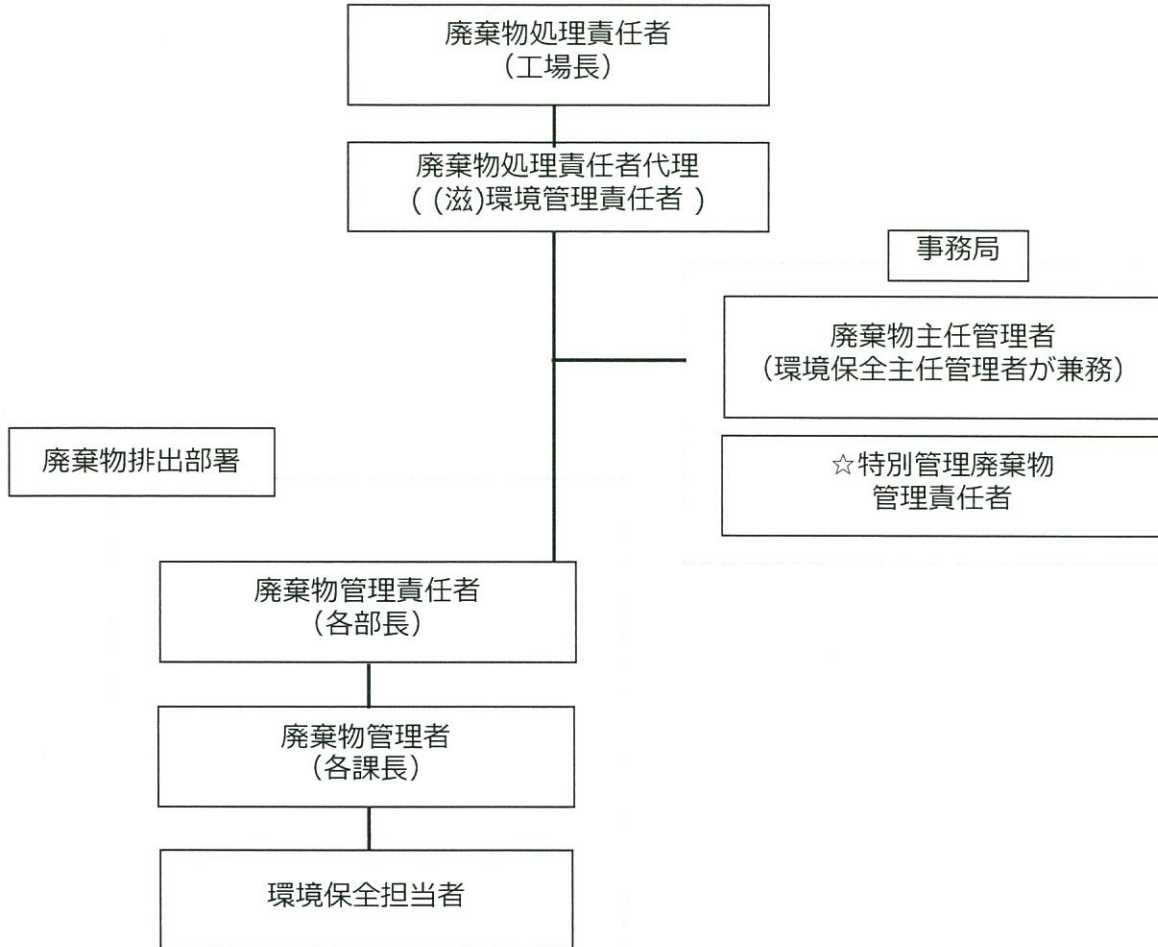 廃棄物処理責任者
（工場長）
廃棄物処理責任者代理
( (滋)環境管理責任者 )
事務局
廃棄物主任管理者
（環境保全主任管理者が兼務）
☆特別管理廃棄物
管理責任者
廃棄物排出部署
廃棄物管理責任者
（各部長）
廃棄物管理者
（各課長）
環境保全担当者